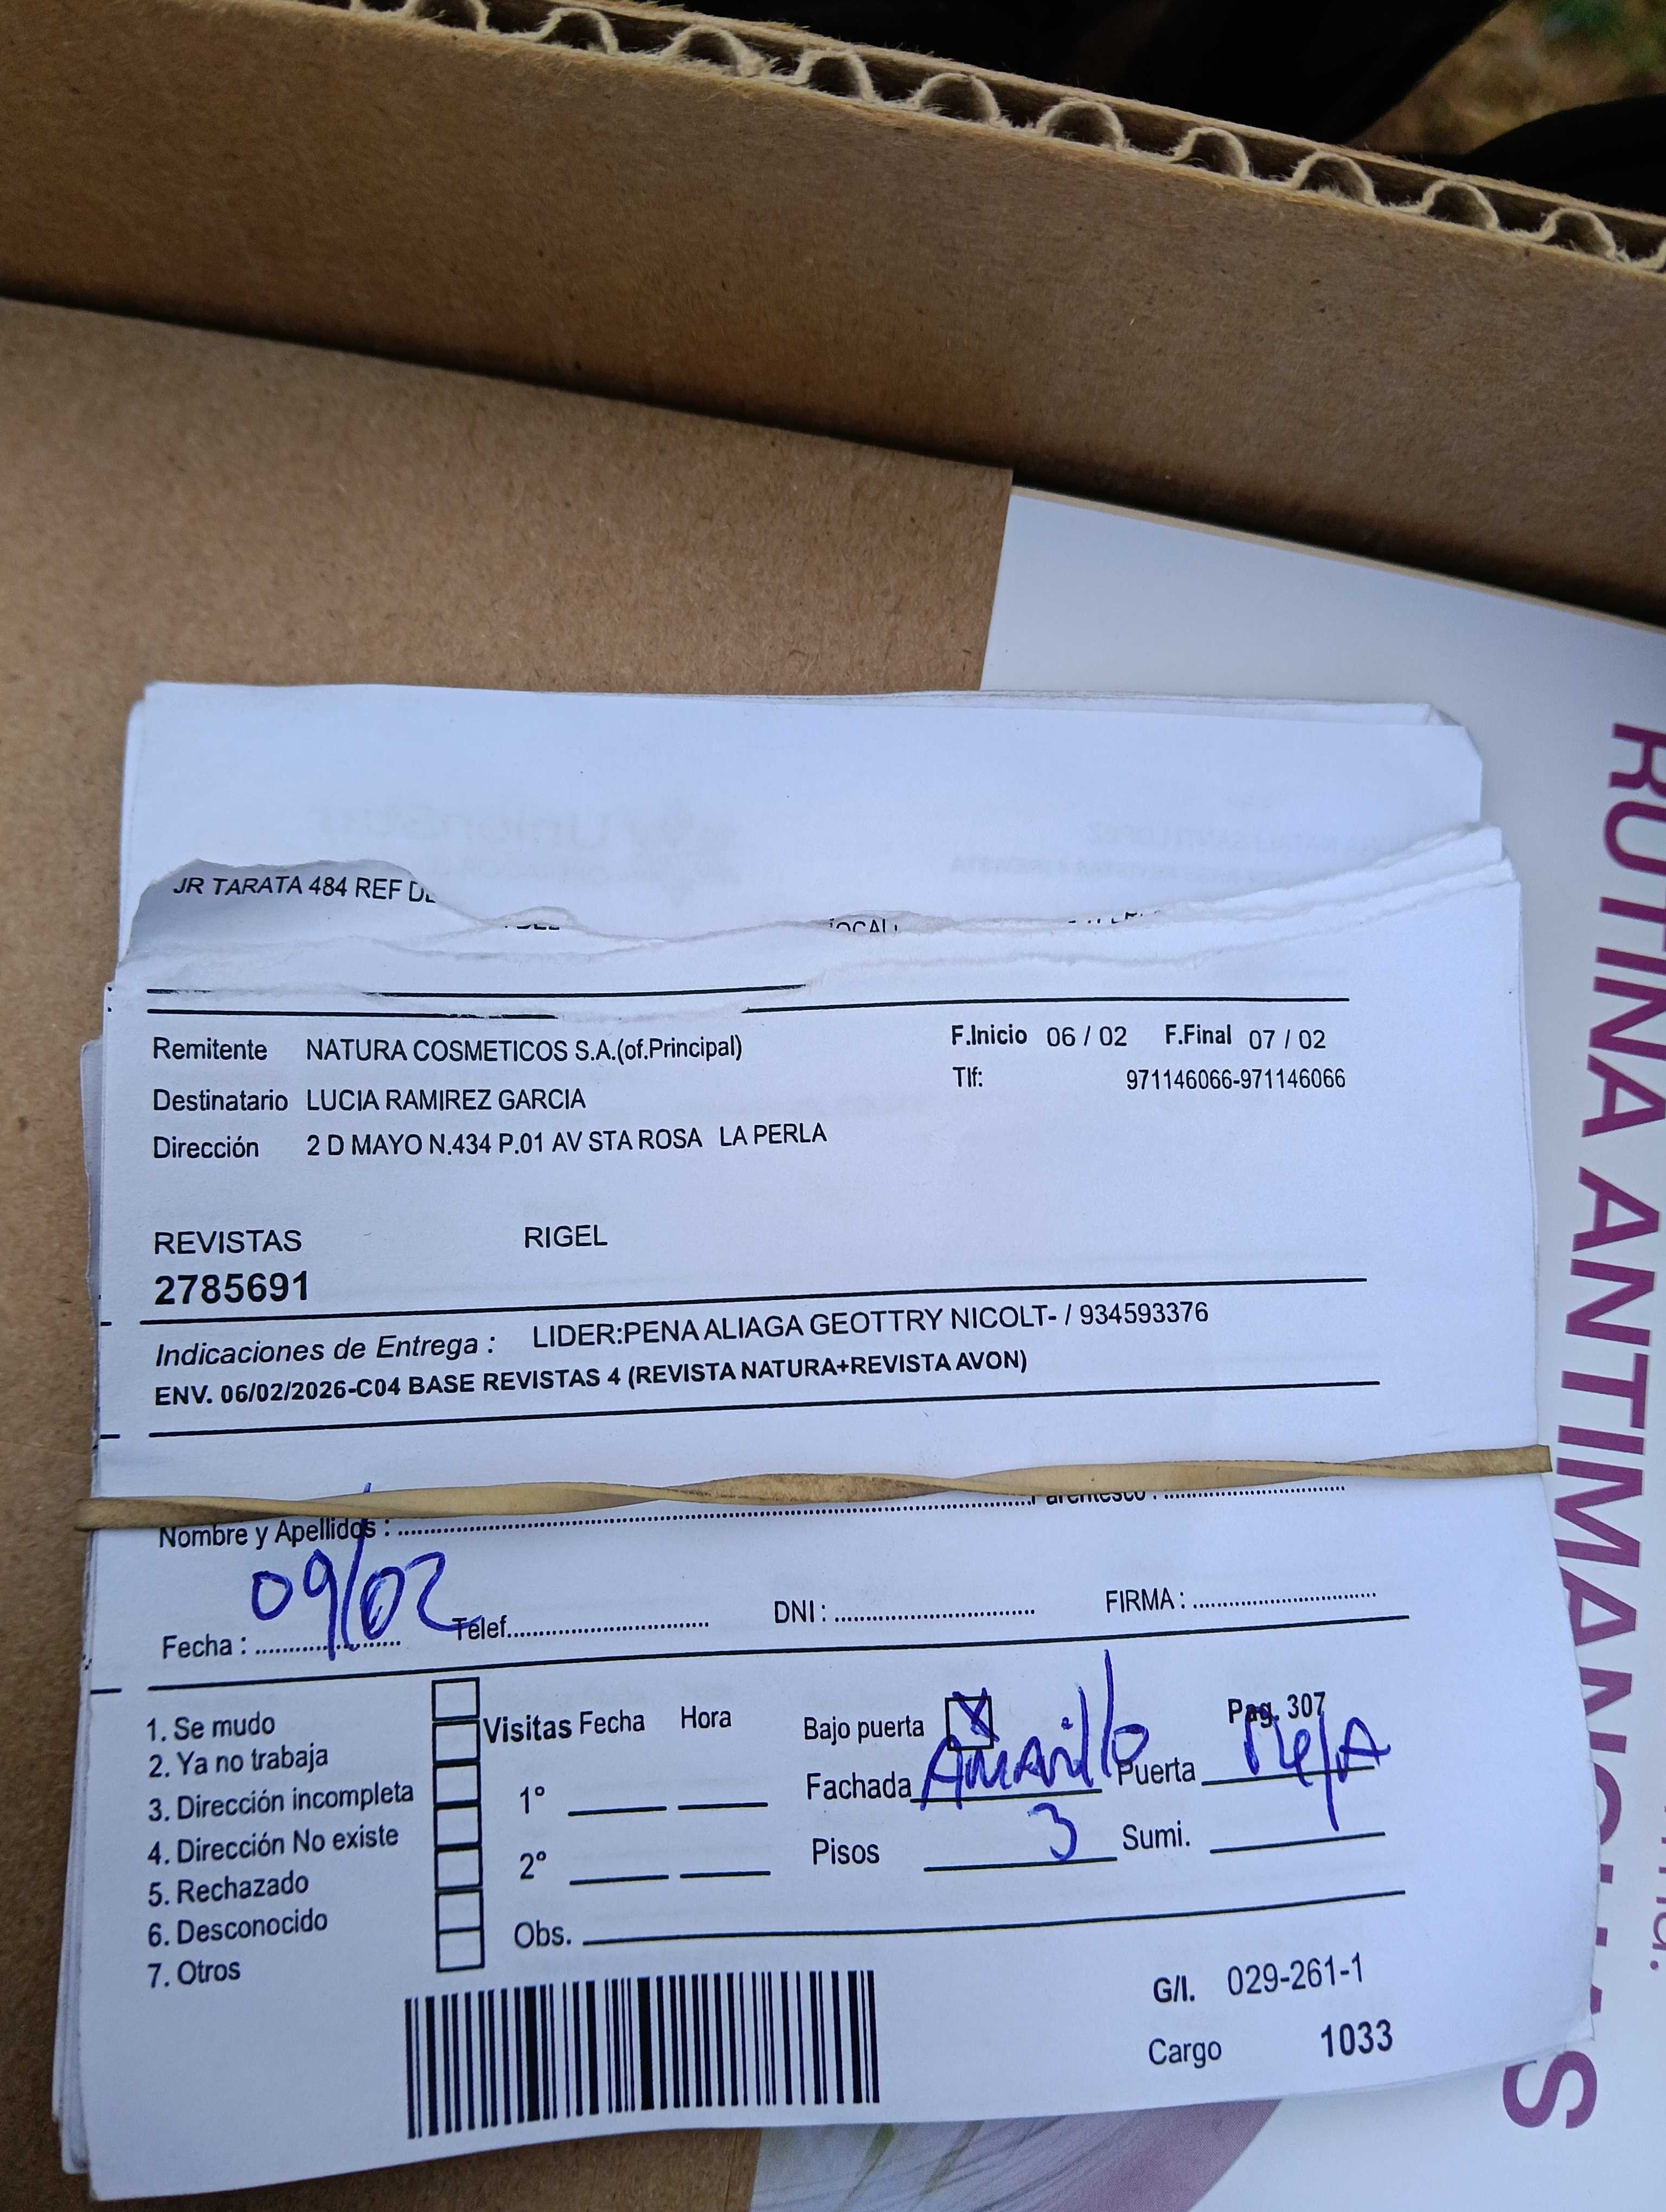 JR TARATA 484 REF
Remitente NATURA COSMETICOS S.A.(of.Principal) F.Inicio 06 / 02 F.Final 07 / 02
Tlf: 971146066-971146066
Destinatario LUCIA RAMIREZ GARCIA
Dirección 2 D MAYO N.434 P.01 AV STA ROSA LA PERLA
REVISTAS RIGEL
2785691
Indicaciones de Entrega : LIDER:PENA ALIAGA GEOTTRY NICOLT- / 934593376
ENV. 06/02/2026-C04 BASE REVISTAS 4 (REVISTA NATURA+REVISTA AVON)
Nombre y Apellidos : Parentesco :
Fecha : 09/02 Telef. DNI : FIRMA :
1. Se mudo
2. Ya no trabaja
3. Dirección incompleta
4. Dirección No existe
5. Rechazado
6. Desconocido
7. Otros
Visitas Fecha Hora
1º
2º
Obs.
Bajo puerta X Pag. 307
Fachada Amarillo Puerta
Pisos 3 Sumi.
G/I. 029-261-1
Cargo 1033
RUTINA